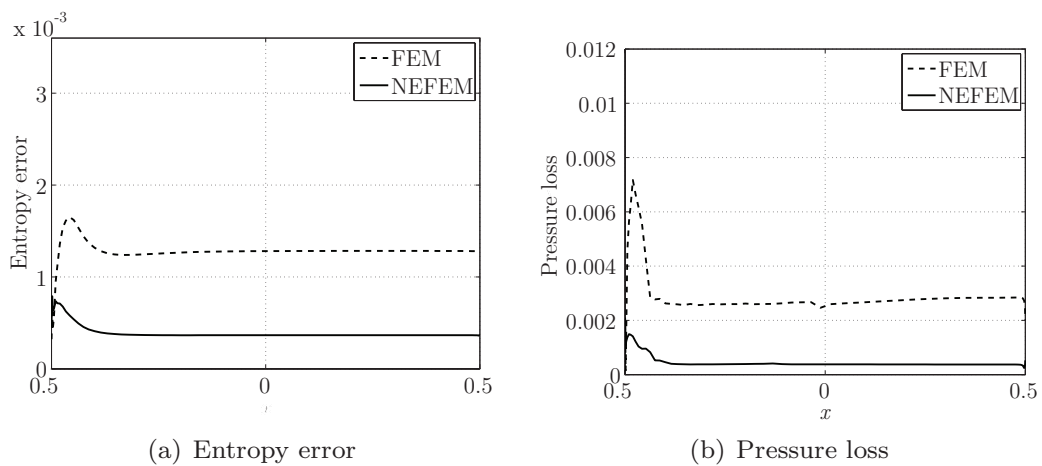 x 10⁻³
3
2
1
0
Entropy error
FEM
NEFEM
0.5
0
0.5
(a) Entropy error
0.012
0.01
0.008
0.006
0.004
0.002
0
Pressure loss
FEM
NEFEM
0.5
0
0.5
x
(b) Pressure loss